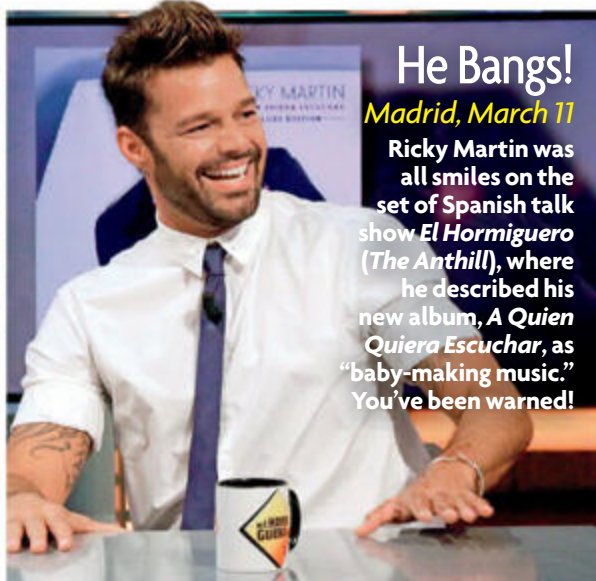 He Bangs!
Madrid, March 11
Ricky Martin was
all smiles on the
set of Spanish talk
show El Hormiguero
(The Anthill), where
he described his
new album, A Quien
Quiera Escuchar, as
“baby-making music.”
You’ve been warned!
KY MARTIN